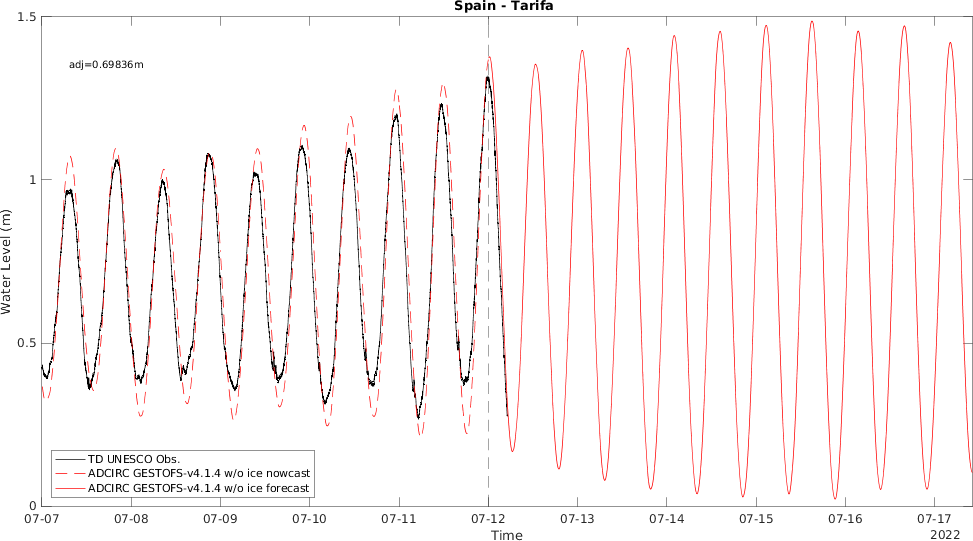 Spain - Tarifa
1.5
adj=0.69836m
1
Water Level (m)
0.5
TD UNESCO Obs.
ADCIRC GESTOFS-v4.1.4 w/o ice nowcast
ADCIRC GESTOFS-v4.1.4 w/o ice forecast
0
07-07 07-08 07-09 07-10 07-11 07-12 07-13 07-14 07-15 07-16 07-17
Time
2022